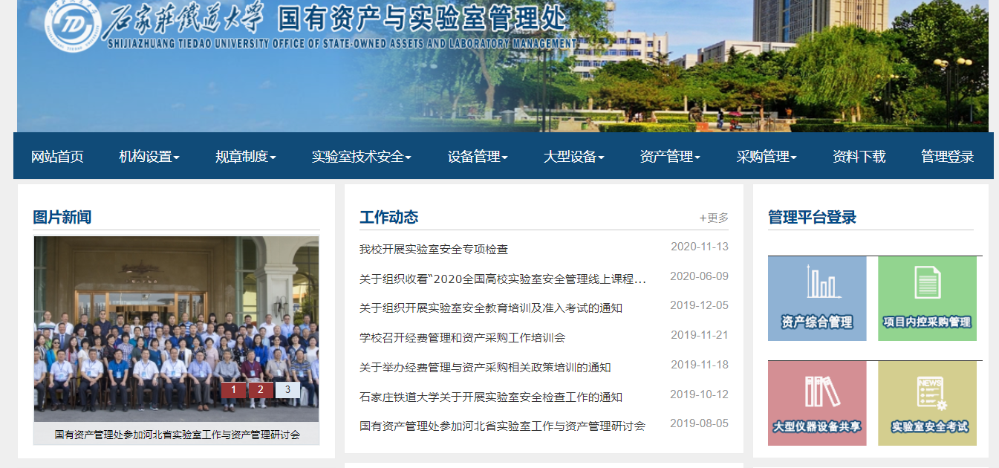 石家庄铁道大学 国有资产与实验室管理处
SHIJIAZHUANG TIEDAO UNIVERSITY OFFICE OF STATE-OWNED ASSETS AND LABORATORY MANAGEMENT
网站首页 机构设置 规章制度 实验室技术安全 设备管理 大型设备 资产管理 采购管理 资料下载 管理登录
图片新闻
1 2 3
国有资产管理处参加河北省实验室工作与资产管理研讨会
工作动态 +更多
我校开展实验室安全专项检查 2020-11-13
关于组织收看“2020全国高校实验室安全管理线上课程... 2020-06-09
关于组织开展实验室安全教育培训及准入考试的通知 2019-12-05
学校召开经费管理和资产采购工作培训会 2019-11-21
关于举办经费管理与资产采购相关政策培训的通知 2019-11-18
石家庄铁道大学关于开展实验室安全检查工作的通知 2019-10-12
国有资产管理处参加河北省实验室工作与资产管理研讨会 2019-08-05
管理平台登录
资产综合管理
项目内控采购管理
大型仪器设备共享
NEWS
实验室安全考试